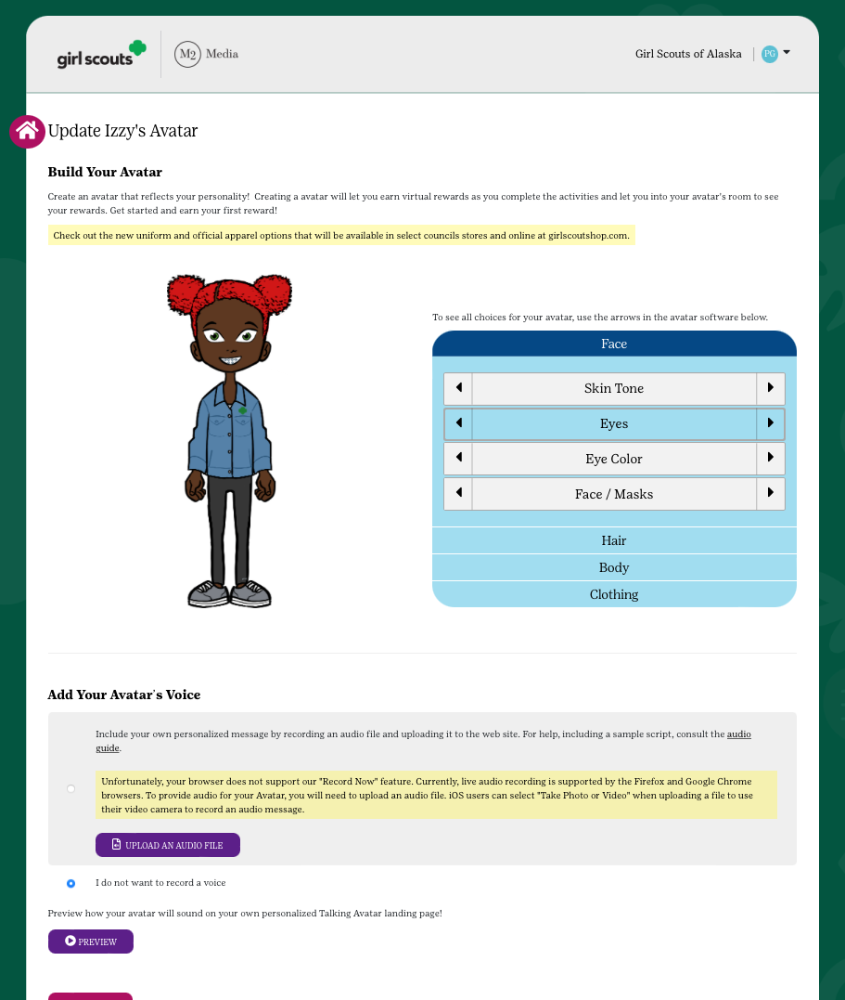 girl scouts
M2 Media
Girl Scouts of Alaska
PG
Update Izzy's Avatar
Build Your Avatar
Create an avatar that reflects your personality!  Creating a avatar will let you earn virtual rewards as you complete the activities and let you into your avatar's room to see
your rewards. Get started and earn your first reward!
Check out the new uniform and official apparel options that will be available in select councils stores and online at girlscoutshop.com.
To see all choices for your avatar, use the arrows in the avatar software below.
Face
Skin Tone
Eyes
Eye Color
Face / Masks
Hair
Body
Clothing
Add Your Avatar's Voice
Include your own personalized message by recording an audio file and uploading it to the web site. For help, including a sample script, consult the audio
guide.
Unfortunately, your browser does not support our "Record Now" feature. Currently, live audio recording is supported by the Firefox and Google Chrome
browsers. To provide audio for your Avatar, you will need to upload an audio file. iOS users can select "Take Photo or Video" when uploading a file to use
their video camera to record an audio message.
UPLOAD AN AUDIO FILE
I do not want to record a voice
Preview how your avatar will sound on your own personalized Talking Avatar landing page!
PREVIEW